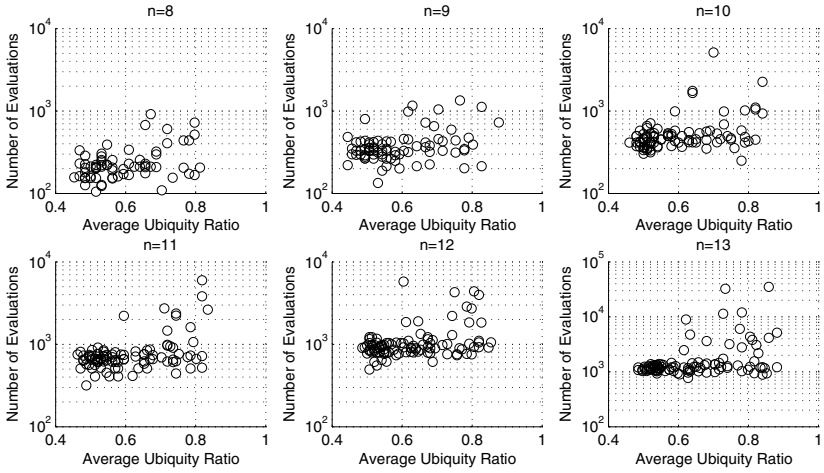 n=8
10^4
10^3
10^2
Number of Evaluations
0.4 0.6 0.8 1
Average Ubiquity Ratio
n=9
10^4
10^3
10^2
Number of Evaluations
0.4 0.6 0.8 1
Average Ubiquity Ratio
n=10
10^4
10^3
10^2
Number of Evaluations
0.4 0.6 0.8 1
Average Ubiquity Ratio
n=11
10^4
10^3
10^2
Number of Evaluations
0.4 0.6 0.8 1
Average Ubiquity Ratio
n=12
10^4
10^3
10^2
Number of Evaluations
0.4 0.6 0.8 1
Average Ubiquity Ratio
n=13
10^5
10^4
10^3
10^2
Number of Evaluations
0.4 0.6 0.8 1
Average Ubiquity Ratio